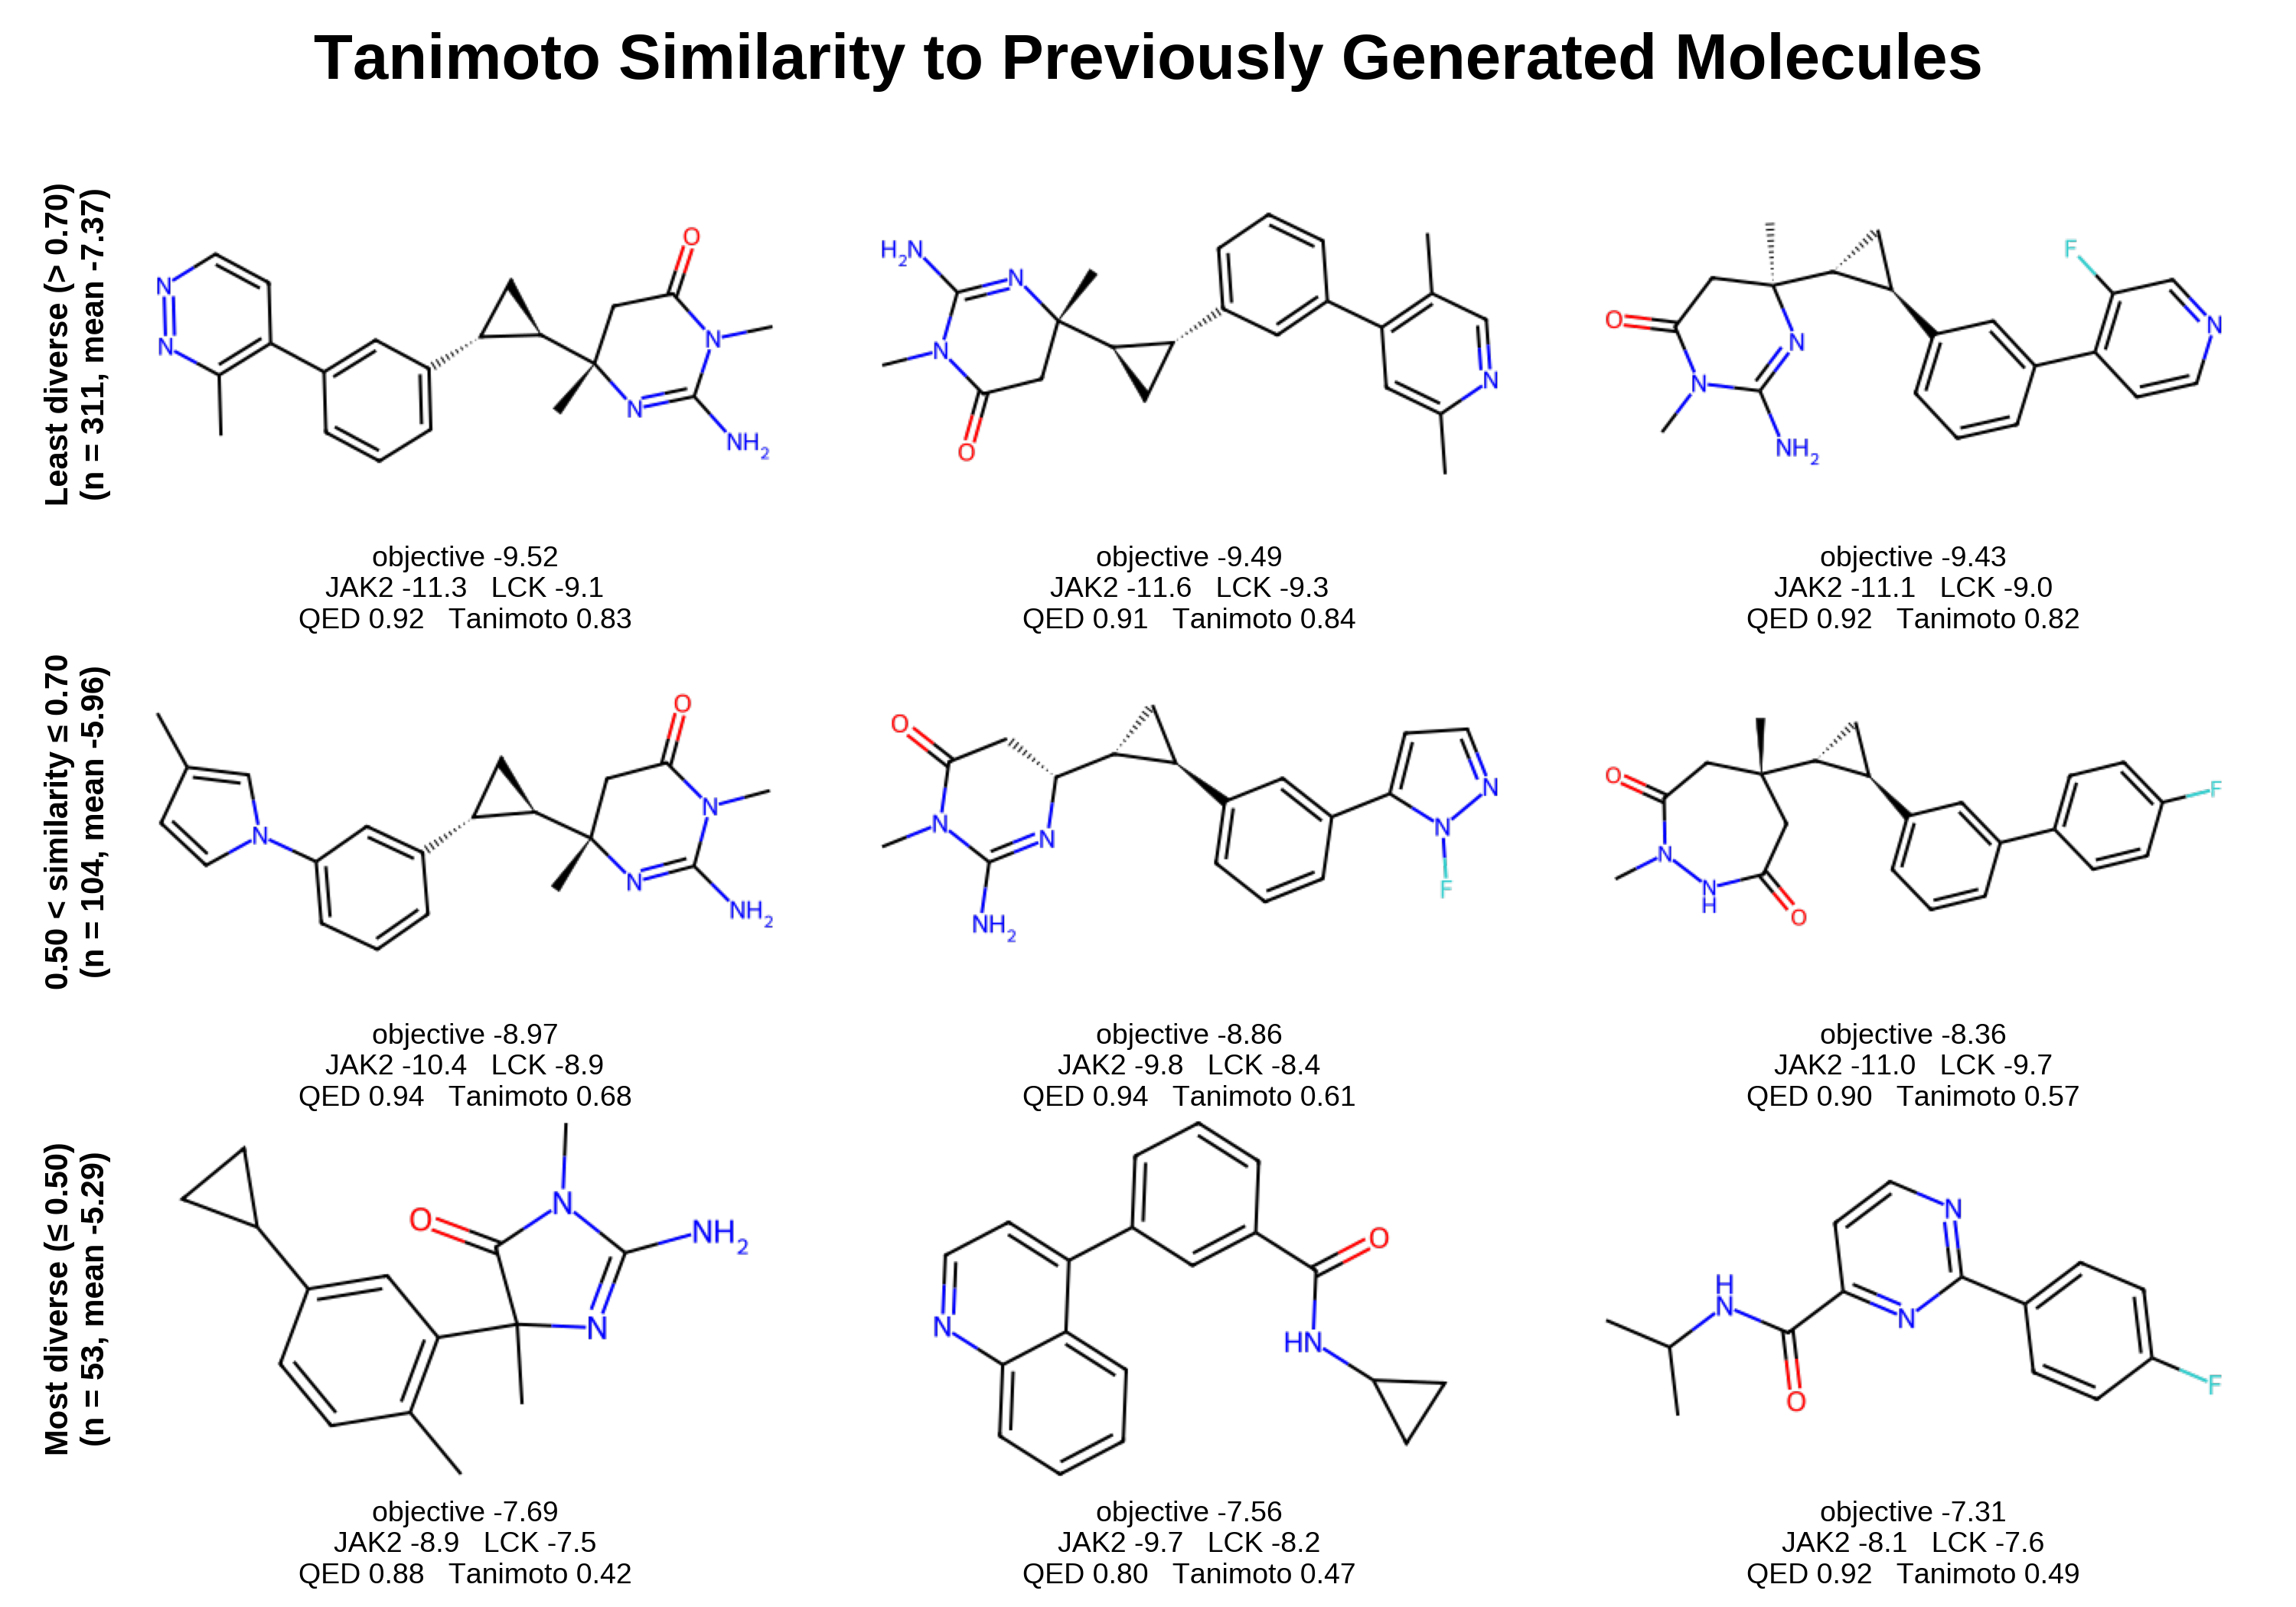 Tanimoto Similarity to Previously Generated Molecules
Least diverse (> 0.70)
(n = 311, mean -7.37)
N
N
O
N
N
NH2
H2N
N
N
O
N
F
O
N
N
NH2
N
objective -9.52
JAK2 -11.3 LCK -9.1
QED 0.92 Tanimoto 0.83
objective -9.49
JAK2 -11.6 LCK -9.3
QED 0.91 Tanimoto 0.84
objective -9.43
JAK2 -11.1 LCK -9.0
QED 0.92 Tanimoto 0.82
0.50 < similarity ≤ 0.70
(n = 104, mean -5.96)
N
O
N
N
NH2
O
N
N
NH2
N
N
F
O
N
N
H
O
F
objective -8.97
JAK2 -10.4 LCK -8.9
QED 0.94 Tanimoto 0.68
objective -8.86
JAK2 -9.8 LCK -8.4
QED 0.94 Tanimoto 0.61
objective -8.36
JAK2 -11.0 LCK -9.7
QED 0.90 Tanimoto 0.57
Most diverse (≤ 0.50)
(n = 53, mean -5.29)
O
N
NH2
N
N
O
HN
H
N
O
N
N
F
objective -7.69
JAK2 -8.9 LCK -7.5
QED 0.88 Tanimoto 0.42
objective -7.56
JAK2 -9.7 LCK -8.2
QED 0.80 Tanimoto 0.47
objective -7.31
JAK2 -8.1 LCK -7.6
QED 0.92 Tanimoto 0.49